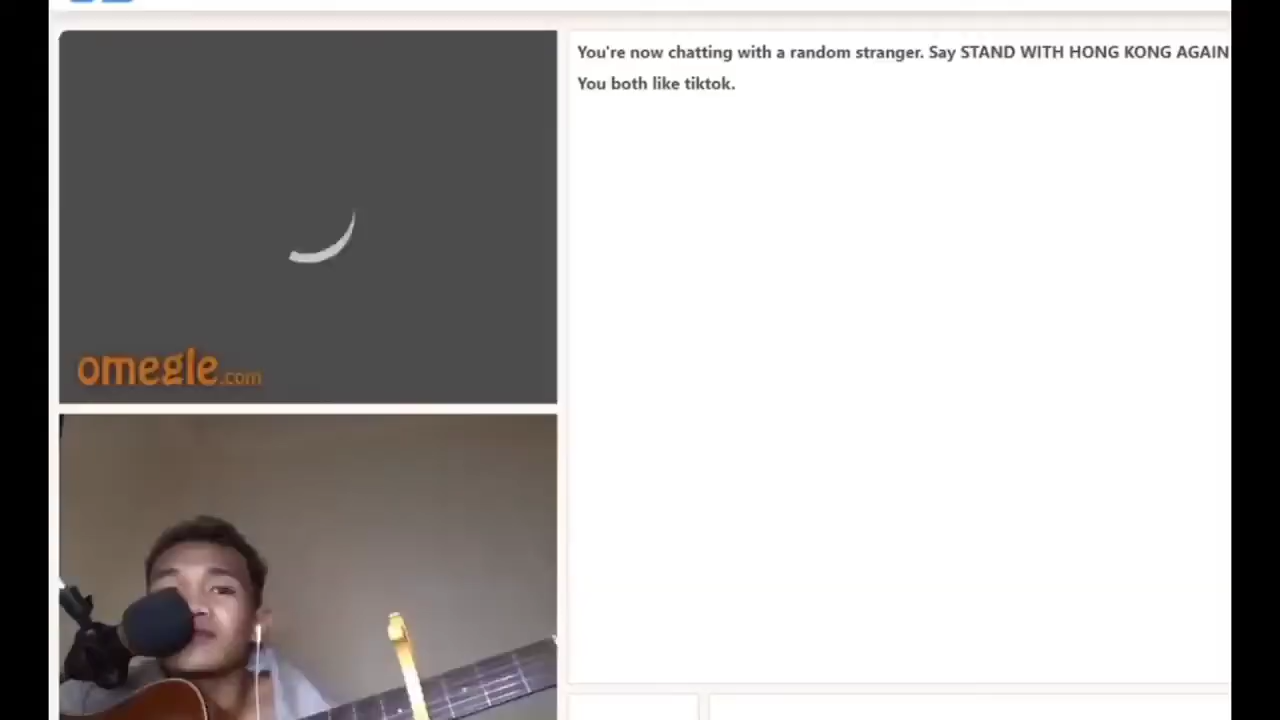 You're now chatting with a random stranger. Say STAND WITH HONG KONG AGAIN
You both like tiktok.
omegle.com